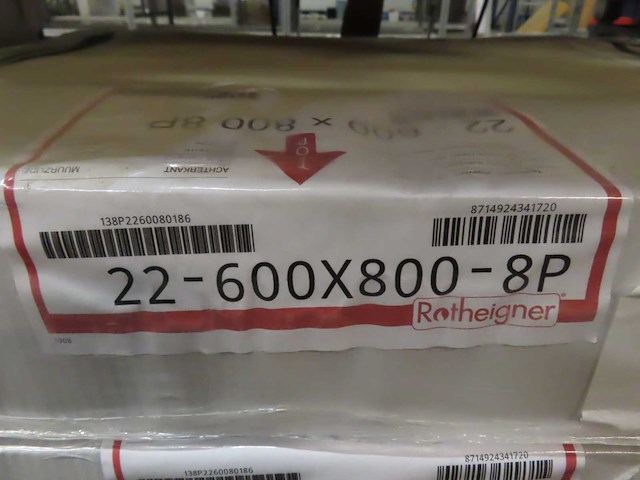 22-600 x 800 8P
TOP
ACHTERKANT
MUURZIJDE
138P2260080186
8714924341720
22-600X800-8P
Rotheigner
138P2260080186
8714924341720